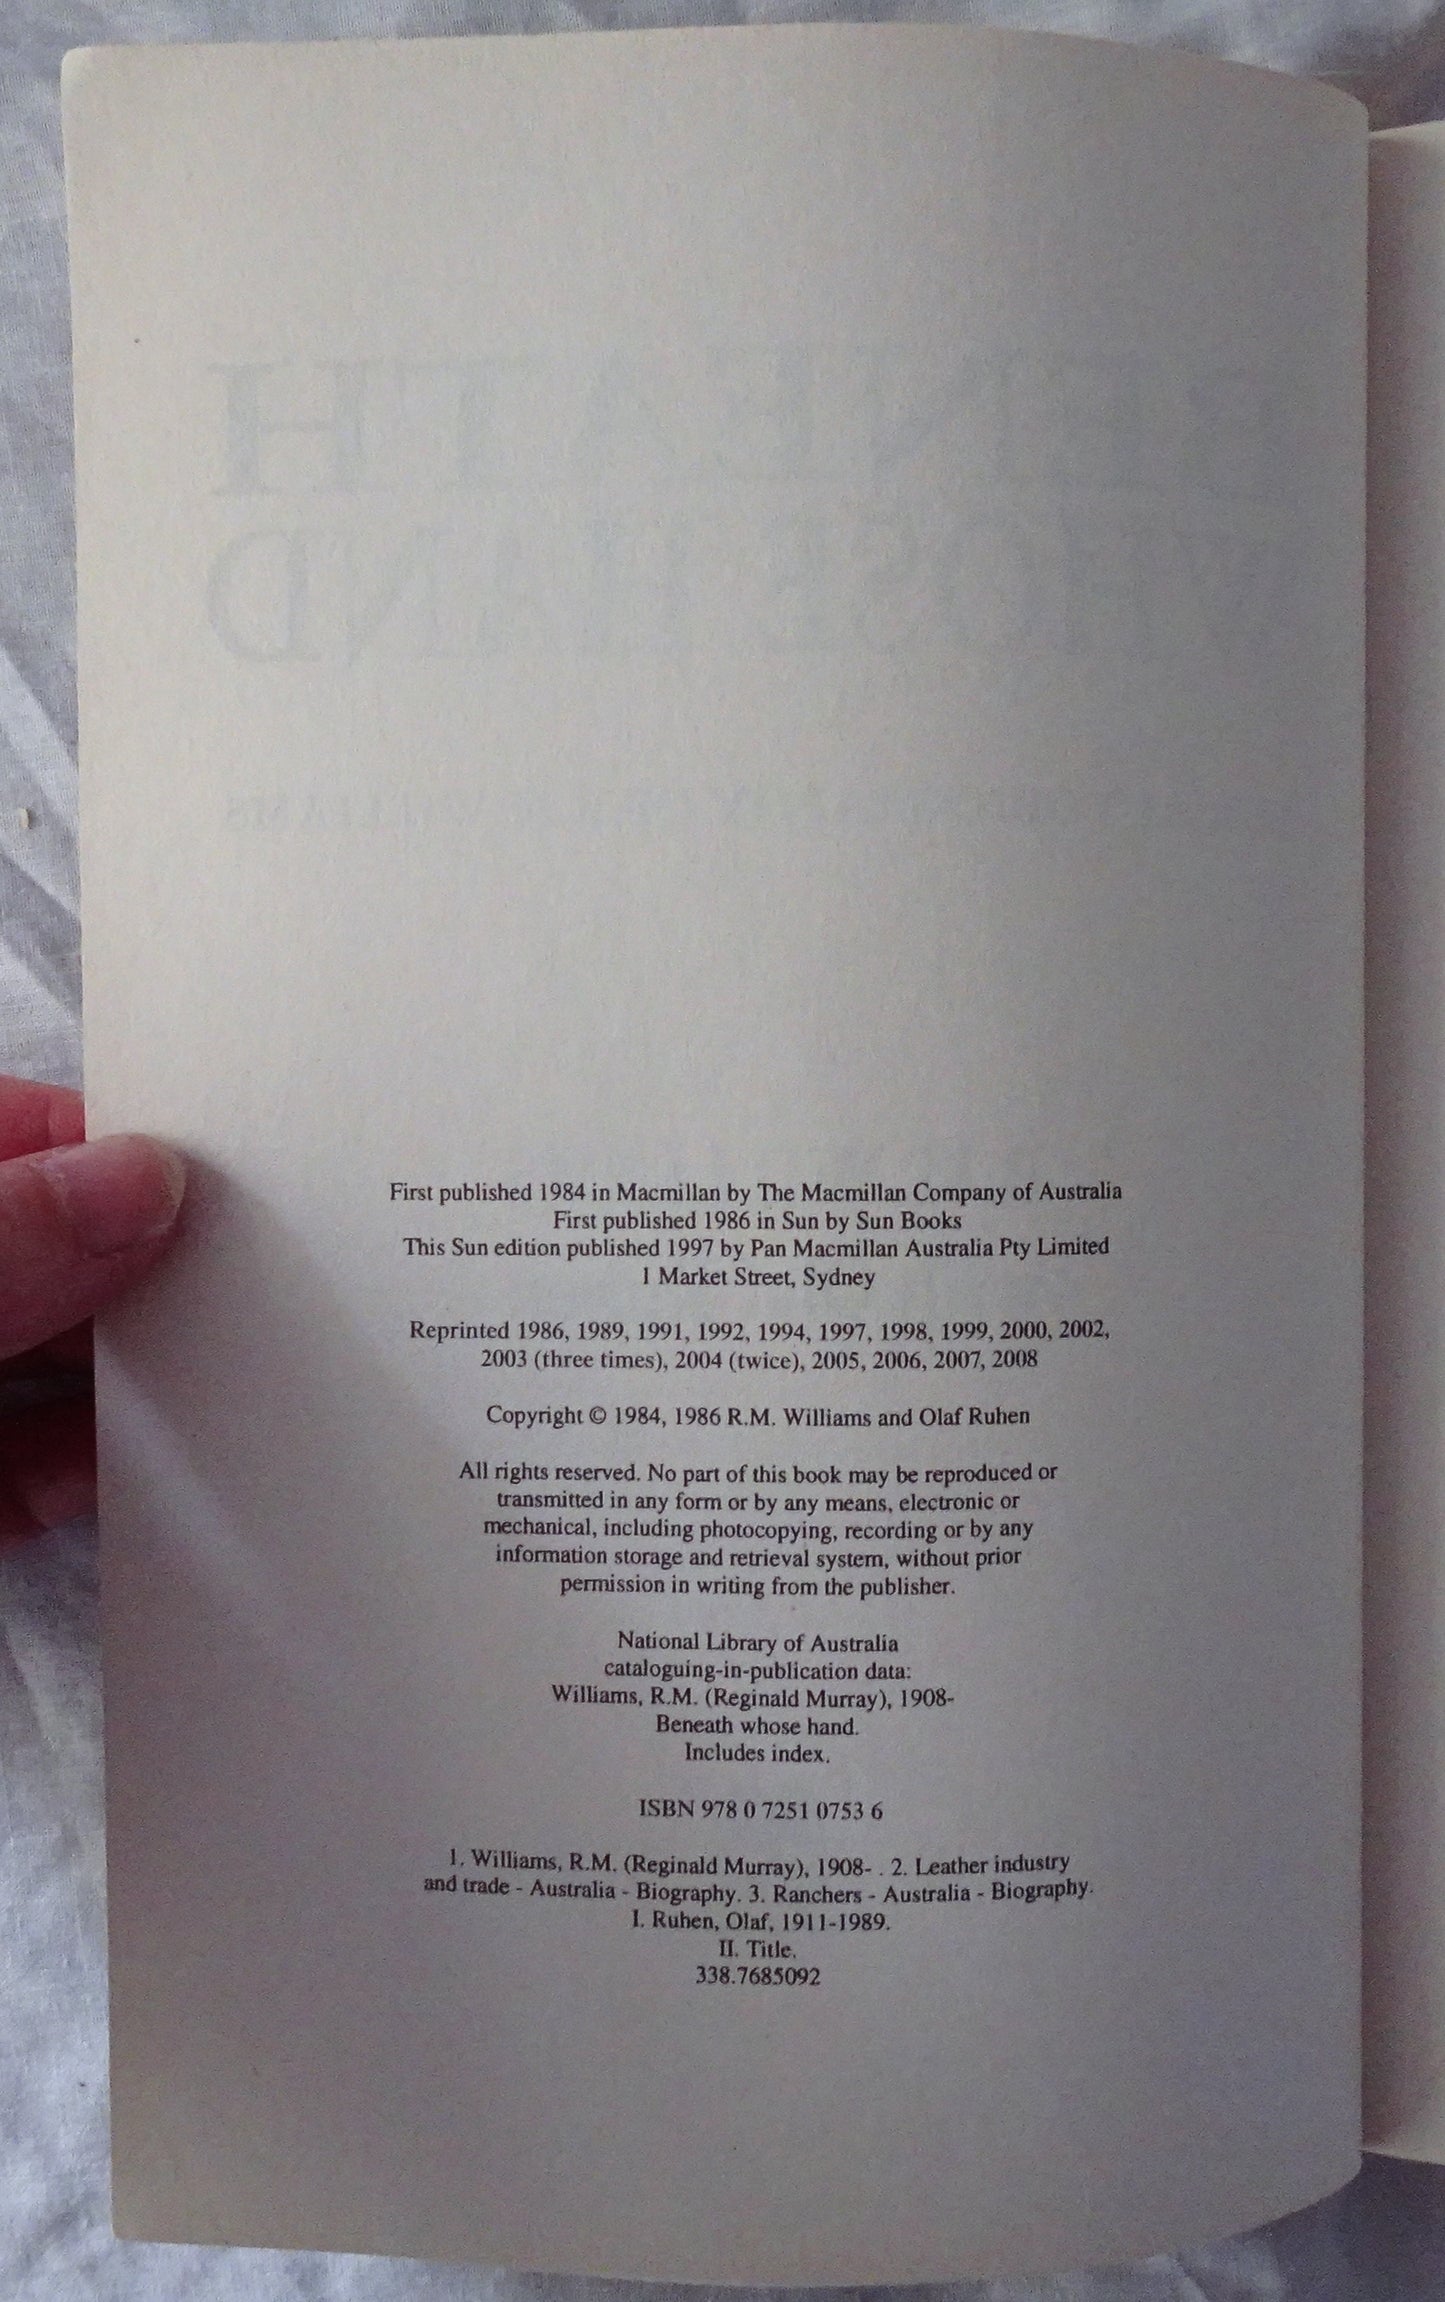 First published 1984 in Macmillan by The Macmillan Company of Australia
First published 1986 in Sun by Sun Books
This Sun edition published 1997 by Pan Macmillan Australia Pty Limited
1 Market Street, Sydney
Reprinted 1986, 1989, 1991, 1992, 1994, 1997, 1998, 1999, 2000, 2002,
2003 (three times), 2004 (twice), 2005, 2006, 2007, 2008
Copyright © 1984, 1986 R.M. Williams and Olaf Ruhen
All rights reserved. No part of this book may be reproduced or
transmitted in any form or by any means, electronic or
mechanical, including photocopying, recording or by any
information storage and retrieval system, without prior
permission in writing from the publisher.
National Library of Australia
cataloguing-in-publication data:
Williams, R.M. (Reginald Murray), 1908-
Beneath whose hand.
Includes index.
ISBN 978 0 7251 0753 6
1. Williams, R.M. (Reginald Murray), 1908- . 2. Leather industry
and trade - Australia - Biography. 3. Ranchers - Australia - Biography.
I. Ruhen, Olaf, 1911-1989.
II. Title.
338.7685092